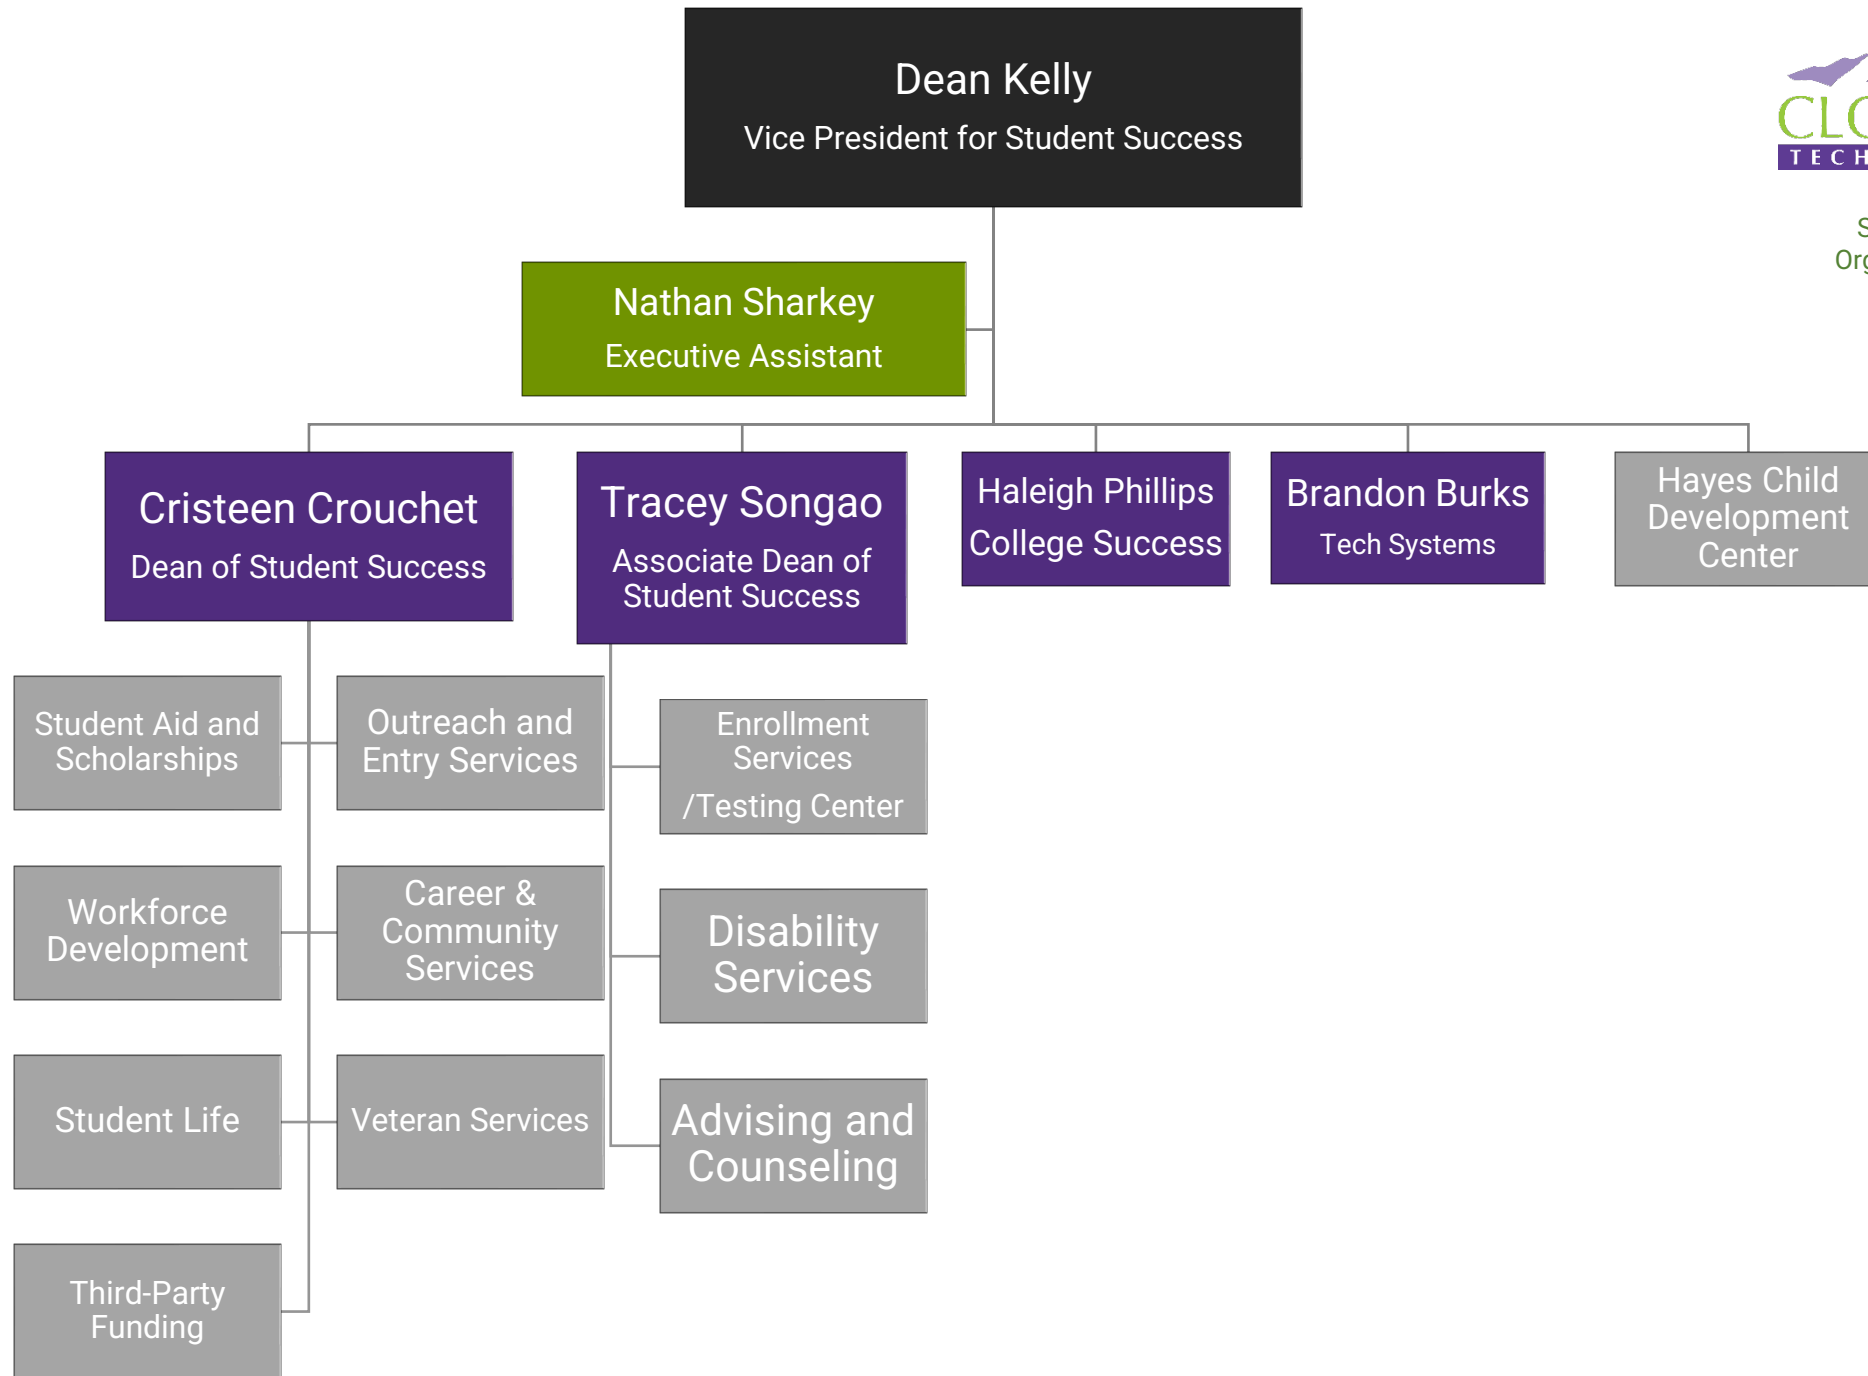 Dean Kelly
Vice President for Student Success
Nathan Sharkey
Executive Assistant
Cristeen Crouchet
Dean of Student Success
Tracey Songao
Associate Dean of
Student Success
Haleigh Phillips
College Success
Brandon Burks
Tech Systems
Hayes Child
Development
Center
Student Aid and
Scholarships
Outreach and
Entry Services
Enrollment
Services
/Testing Center
Workforce
Development
Career &
Community
Services
Disability
Services
Student Life
Veteran Services
Advising and
Counseling
Third-Party
Funding